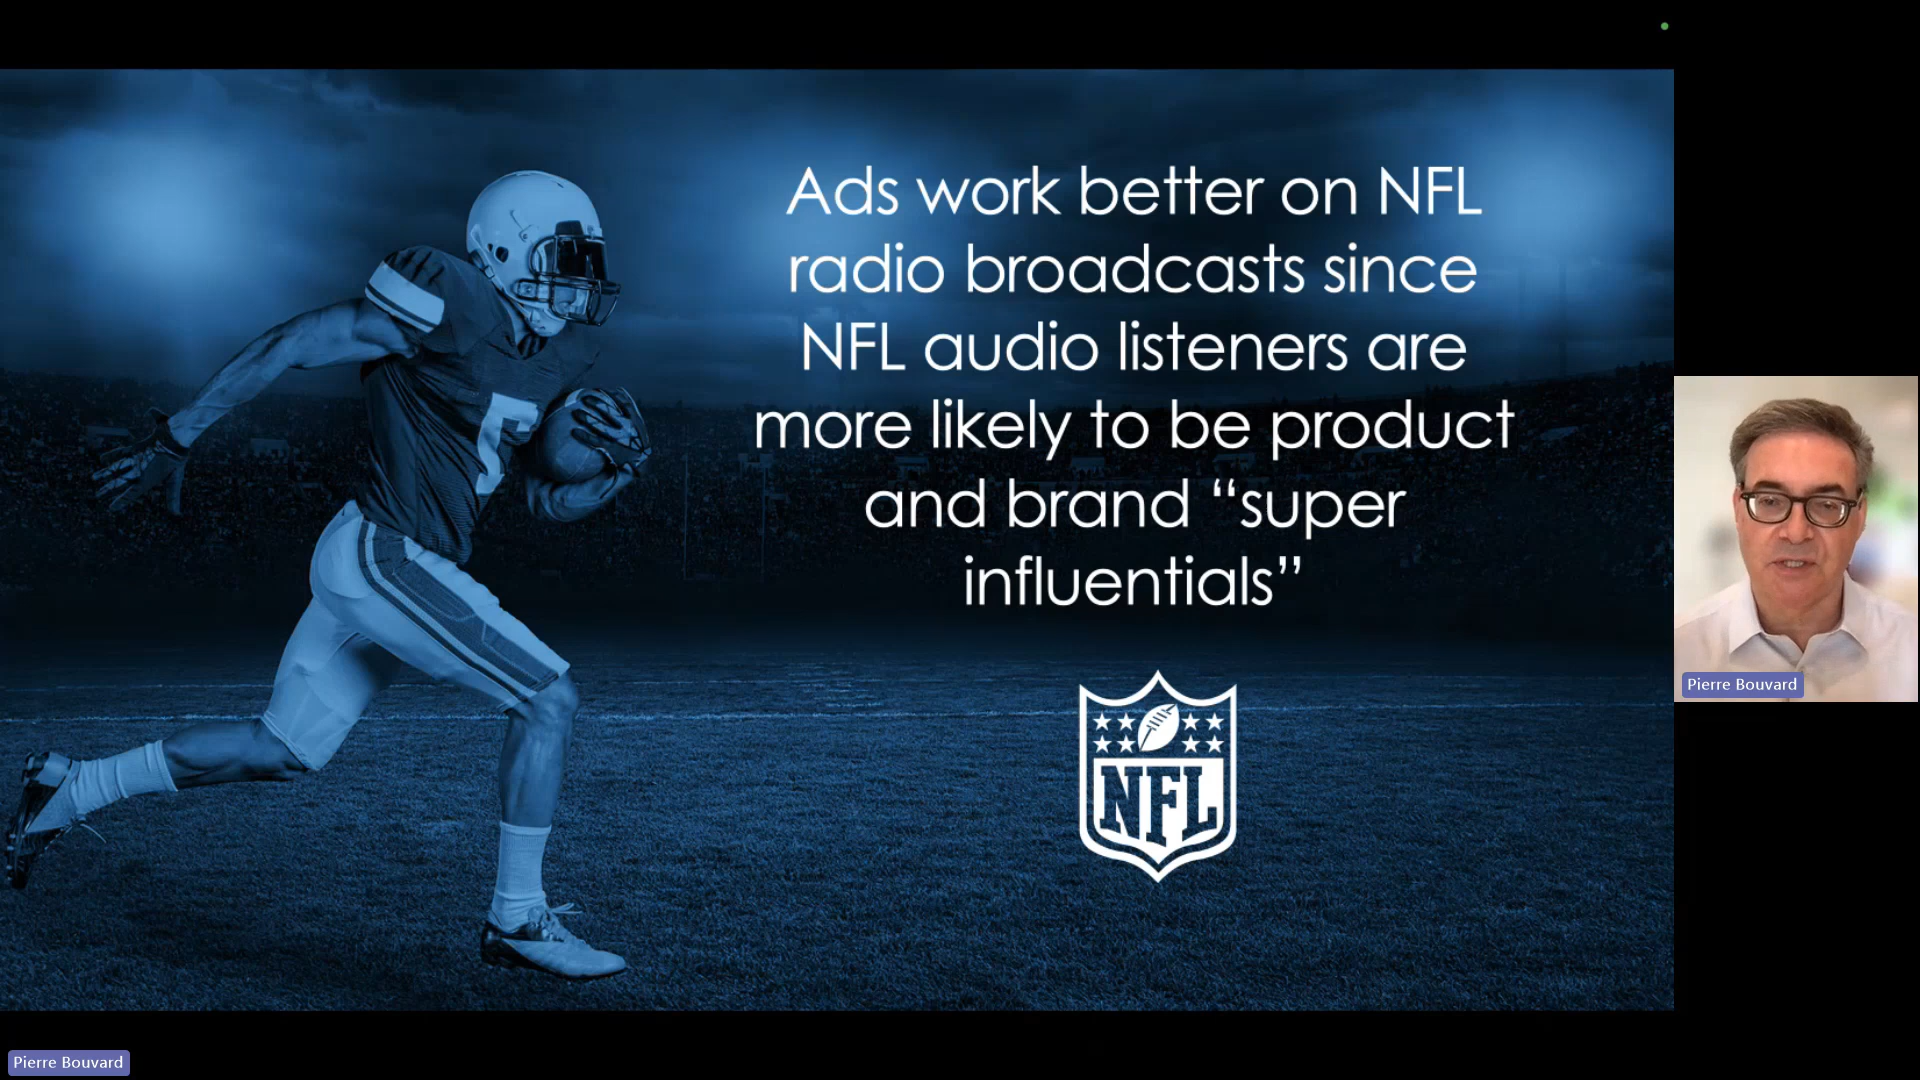 Ads work better on NFL
radio broadcasts since
NFL audio listeners are
more likely to be product
and brand “super
influentials”
5
NFL
Pierre Bouvard
Pierre Bouvard